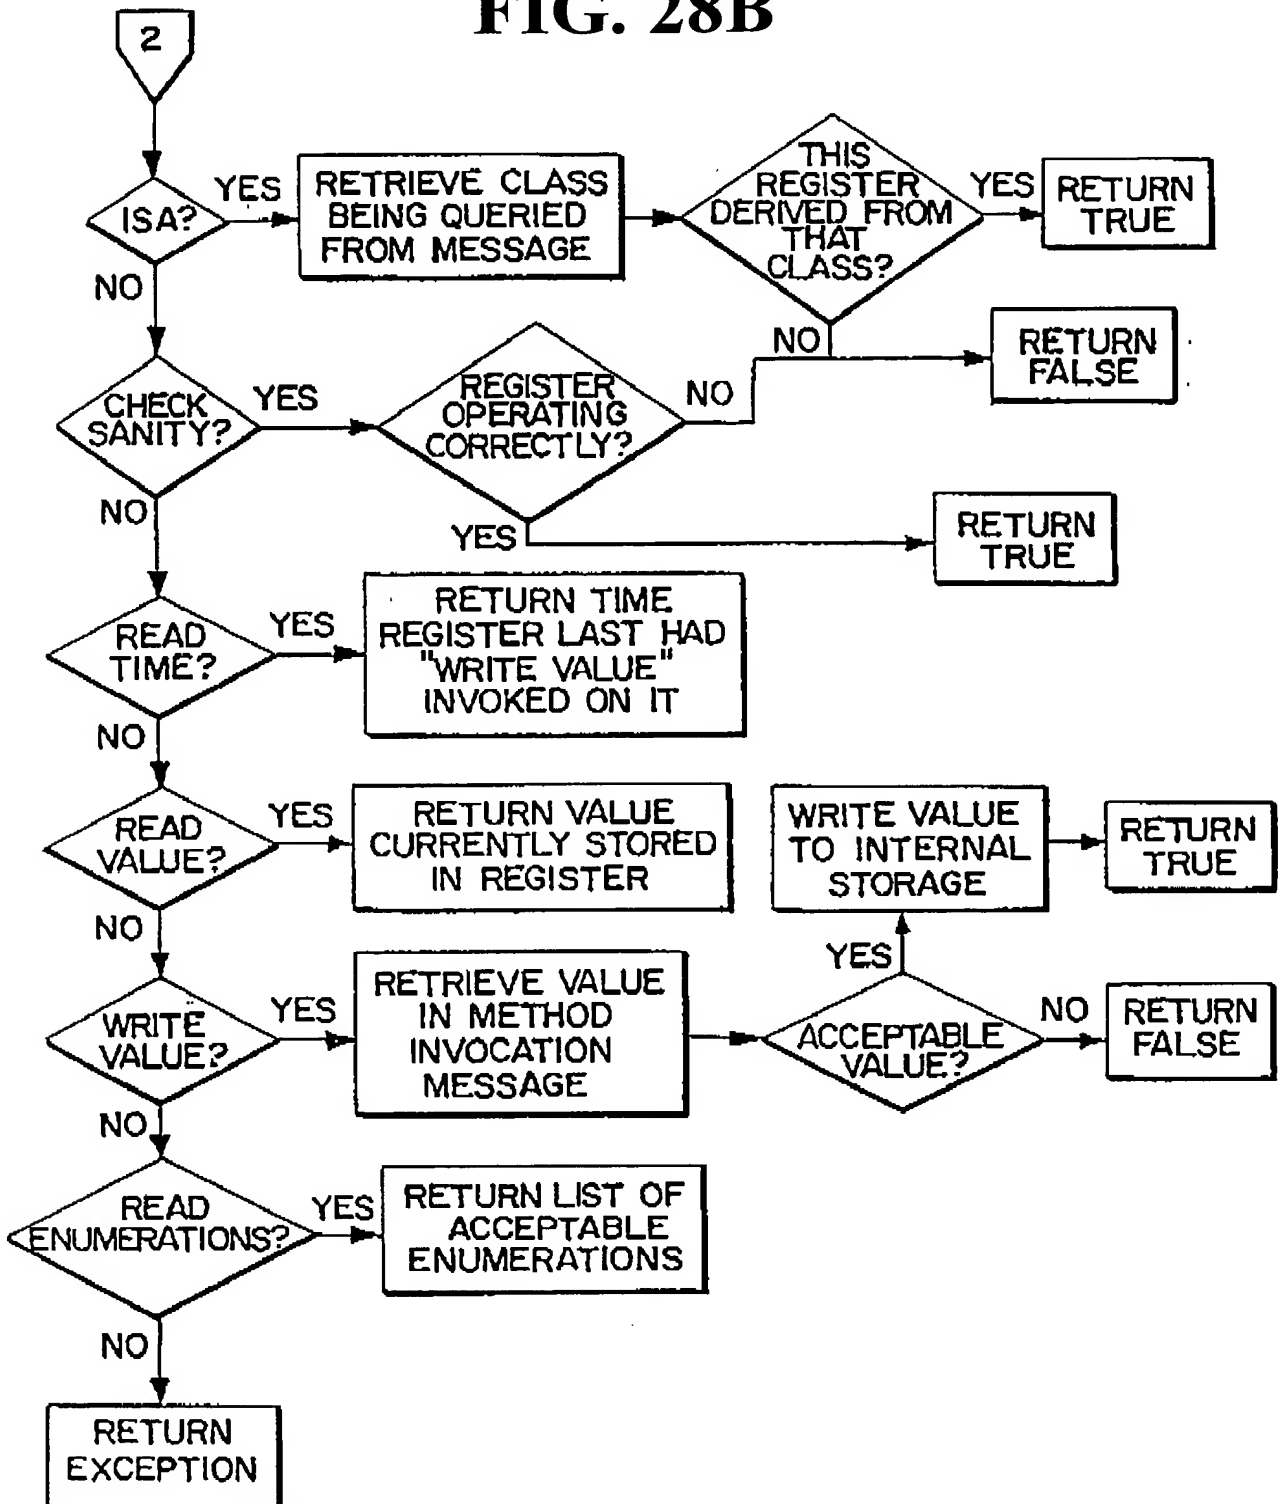 FIG. 28B
2
ISA?
YES
RETRIEVE CLASS
BEING QUERIED
FROM MESSAGE
THIS
REGISTER
DERIVED FROM
THAT
CLASS?
YES
RETURN
TRUE
NO
NO
RETURN
FALSE
CHECK
SANITY?
YES
REGISTER
OPERATING
CORRECTLY?
NO
NO
YES
RETURN
TRUE
READ
TIME?
YES
RETURN TIME
REGISTER LAST HAD
"WRITE VALUE"
INVOKED ON IT
NO
READ
VALUE?
YES
RETURN VALUE
CURRENTLY STORED
IN REGISTER
WRITE VALUE
TO INTERNAL
STORAGE
RETURN
TRUE
NO
YES
WRITE
VALUE?
YES
RETRIEVE VALUE
IN METHOD
INVOCATION
MESSAGE
ACCEPTABLE
VALUE?
NO
RETURN
FALSE
NO
READ
ENUMERATIONS?
YES
RETURN LIST OF
ACCEPTABLE
ENUMERATIONS
NO
RETURN
EXCEPTION